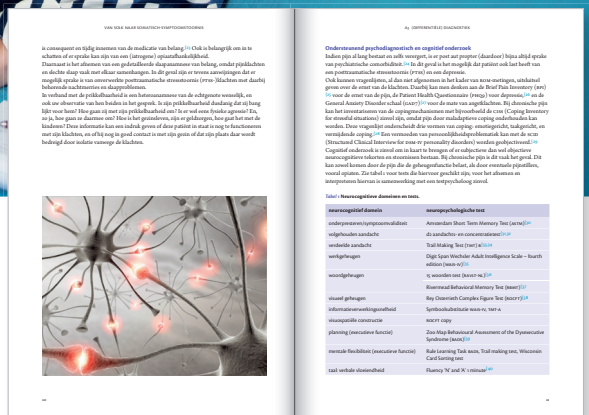 VAN SOLK NAAR SOMATISCH-SYMPTOOMSTOORNIS
is consequent en tijdig innemen van de medicatie van belang. Ook is belangrijk om in te
schatten of er sprake kan zijn van een (iatrogene) opiaatafhankelijkheid.
Daarnaast is het afnemen van een gedetailleerde slaapanamnese van belang, omdat pijnklachten
en slechte slaap vaak met elkaar samenhangen. In dit geval zijn er tevens aanwijzingen dat er
mogelijk sprake is van onverwerkte posttraumatische stressstoornis (PTSS-)klachten met daarbij
behorende nachtmerries en slaapproblemen.
In verband met de prikkelbaarheid is een heteroanamnese van de echtgenote wenselijk, en
ook uw observatie van hen beiden in het gesprek. Is zijn prikkelbaarheid dusdanig dat zij bang
lijkt voor hem? Hoe gaan zij met zijn prikkelbaarheid om? Is er wel eens fysieke agressie? En,
zo ja, hoe gaan ze daarmee om? Hoe is het gezinsleven, zijn er geldzorgen, hoe gaat het met de
kinderen? Deze informatie kan een indruk geven of deze patiënt in staat is nog te functioneren
met zijn klachten, en of hij nog in goed contact is met zijn gezin of dat zijn plaats daar wordt
bedreigd door isolatie vanwege de klachten.
(DIFFERENTIËLE) DIAGNOSTIEK
Ondersteunend psychodiagnostisch en cognitief onderzoek
Indien pijn al lang bestaat en zelfs verergert, is er post aut propter (daardoor) bijna altijd sprake
van psychiatrische comorbiditeit. In dit geval is het mogelijk dat patiënt ook last heeft van
een posttraumatische stressstoornis (PTSS) en een depressie.
Ook kunnen vragenlijsten, al dan niet afgenomen in het kader van ROM-metingen, uitsluitsel
geven over de ernst van de klachten. Daarbij kan men denken aan de Brief Pain Inventory (BPI)
voor de ernst van de pijn, de Patient Health Questionnaire (PHQ9) voor depressie, en de
General Anxiety Disorder schaal (GAD7) voor de mate van angstklachten. Bij chronische pijn
kan het inventariseren van de copingmechanismen met bijvoorbeeld de CISS (Coping Inventory
for stressful situations) zinvol zijn, omdat pijn door maladaptieve coping onderhouden kan
worden. Deze vragenlijst onderscheidt drie vormen van coping: emotiegericht, taakgericht, en
vermijdende coping. Een vermoeden van persoonlijkheidsproblematiek kan met de SCID
(Structured Clinical Interview for DSM-IV personality disorders) worden geobjectiveerd.
Cognitief onderzoek is zinvol om in kaart te brengen of er subjectieve dan wel objectieve
neurocognitieve tekorten en stoornissen bestaan. Bij chronische pijn is dit vaak het geval. Dit
kan zowel komen door de pijn die de geheugenfunctie belast, als door eventuele pijnstillers,
vooral opiaten. Zie tabel 1 voor tests die hiervoor geschikt zijn; voor het afnemen en
interpreteren hiervan is samenwerking met een testpsycholoog zinvol.
Tabel 1 Neurocognitieve domeinen en tests.
neurocognitief domein neuropsychologische test
onderpresteren/symptoomvaliditeit Amsterdam Short Term Memory Test (ASTM)
volgehouden aandacht d2 aandachts- en concentratietest
verdeelde aandacht Trail Making Test (TMT) B
werkgeheugen Digit Span Wechsler Adult Intelligence Scale – fourth
edition (WAIS-IV)
woordgeheugen 15 woorden test (RAVLT-NL)
Rivermead Behavioral Memory Test (RBMT)
visueel geheugen Rey Osterrieth Complex Figure Test (ROCFT)
informatieverwerkingssnelheid Symboolsubstitutie WAIS-IV, TMT-A
visuospatiële constructie ROCFT copy
planning (executieve functie) Zoo Map Behavioural Assessment of the Dysexecutive
Syndrome (BADS)
mentale flexibiliteit (executieve functie) Rule Learning Task BADS, Trail making test, Wisconsin
Card Sorting test
taal: verbale vloeiendheid Fluency 'N' and 'A' 1 minute